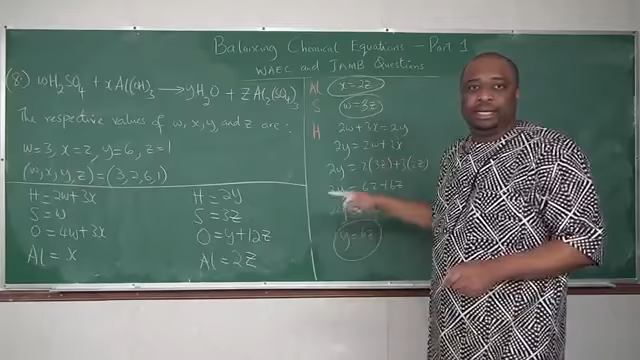 Balancing Chemical Equations - Part 1
WAEC and JAMB Questions
(8) wH₂SO₄ + xAl(OH)₃ → yH₂O + zAl₂(SO₄)₃
The respective values of w, x, y, and z are :
w=3, x=z, y=6, z=1
(w,x,y,z) = (3,2,6,1)
H = 2w+3x
S = w
O = 4w+3x
Al = x
H = 2y
S = 3z
O = y+12z
Al = 2z
Al x=2z
S w=3z
H 2w+3x=2y
2y = 2w+3x
2y = 2(3z)+3(2z)
2y = 6z+6z
y=6z